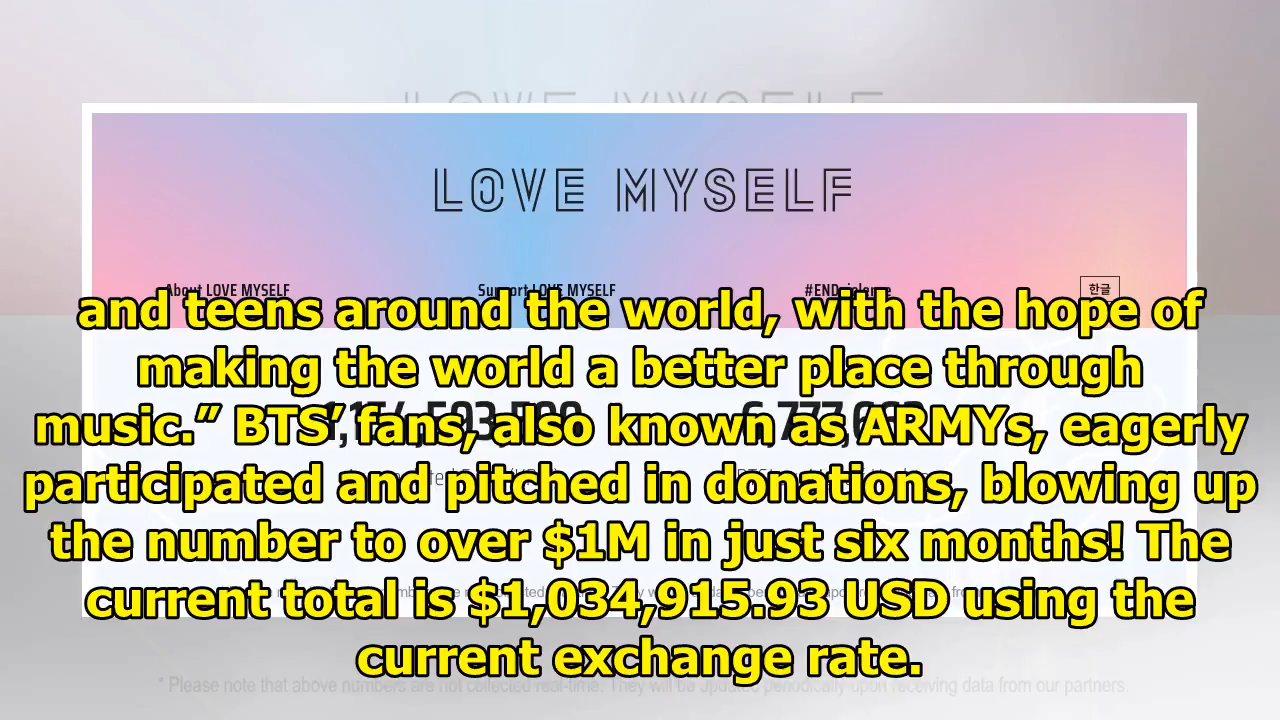 LOVE MYSELF
LOVE MYSELF
About LOVE MYSELF Support LOVE MYSELF 한글
and teens around the world, with the hope of
making the world a better place through
music.” BTS’ fans, also known as ARMYs, eagerly
participated and pitched in donations, blowing up
the number to over $1M in just six months! The
current total is $1,034,915.93 USD using the
current exchange rate.
* Please note that above numbers are not collected real-time. They will be updated periodically upon receiving data from our partners.